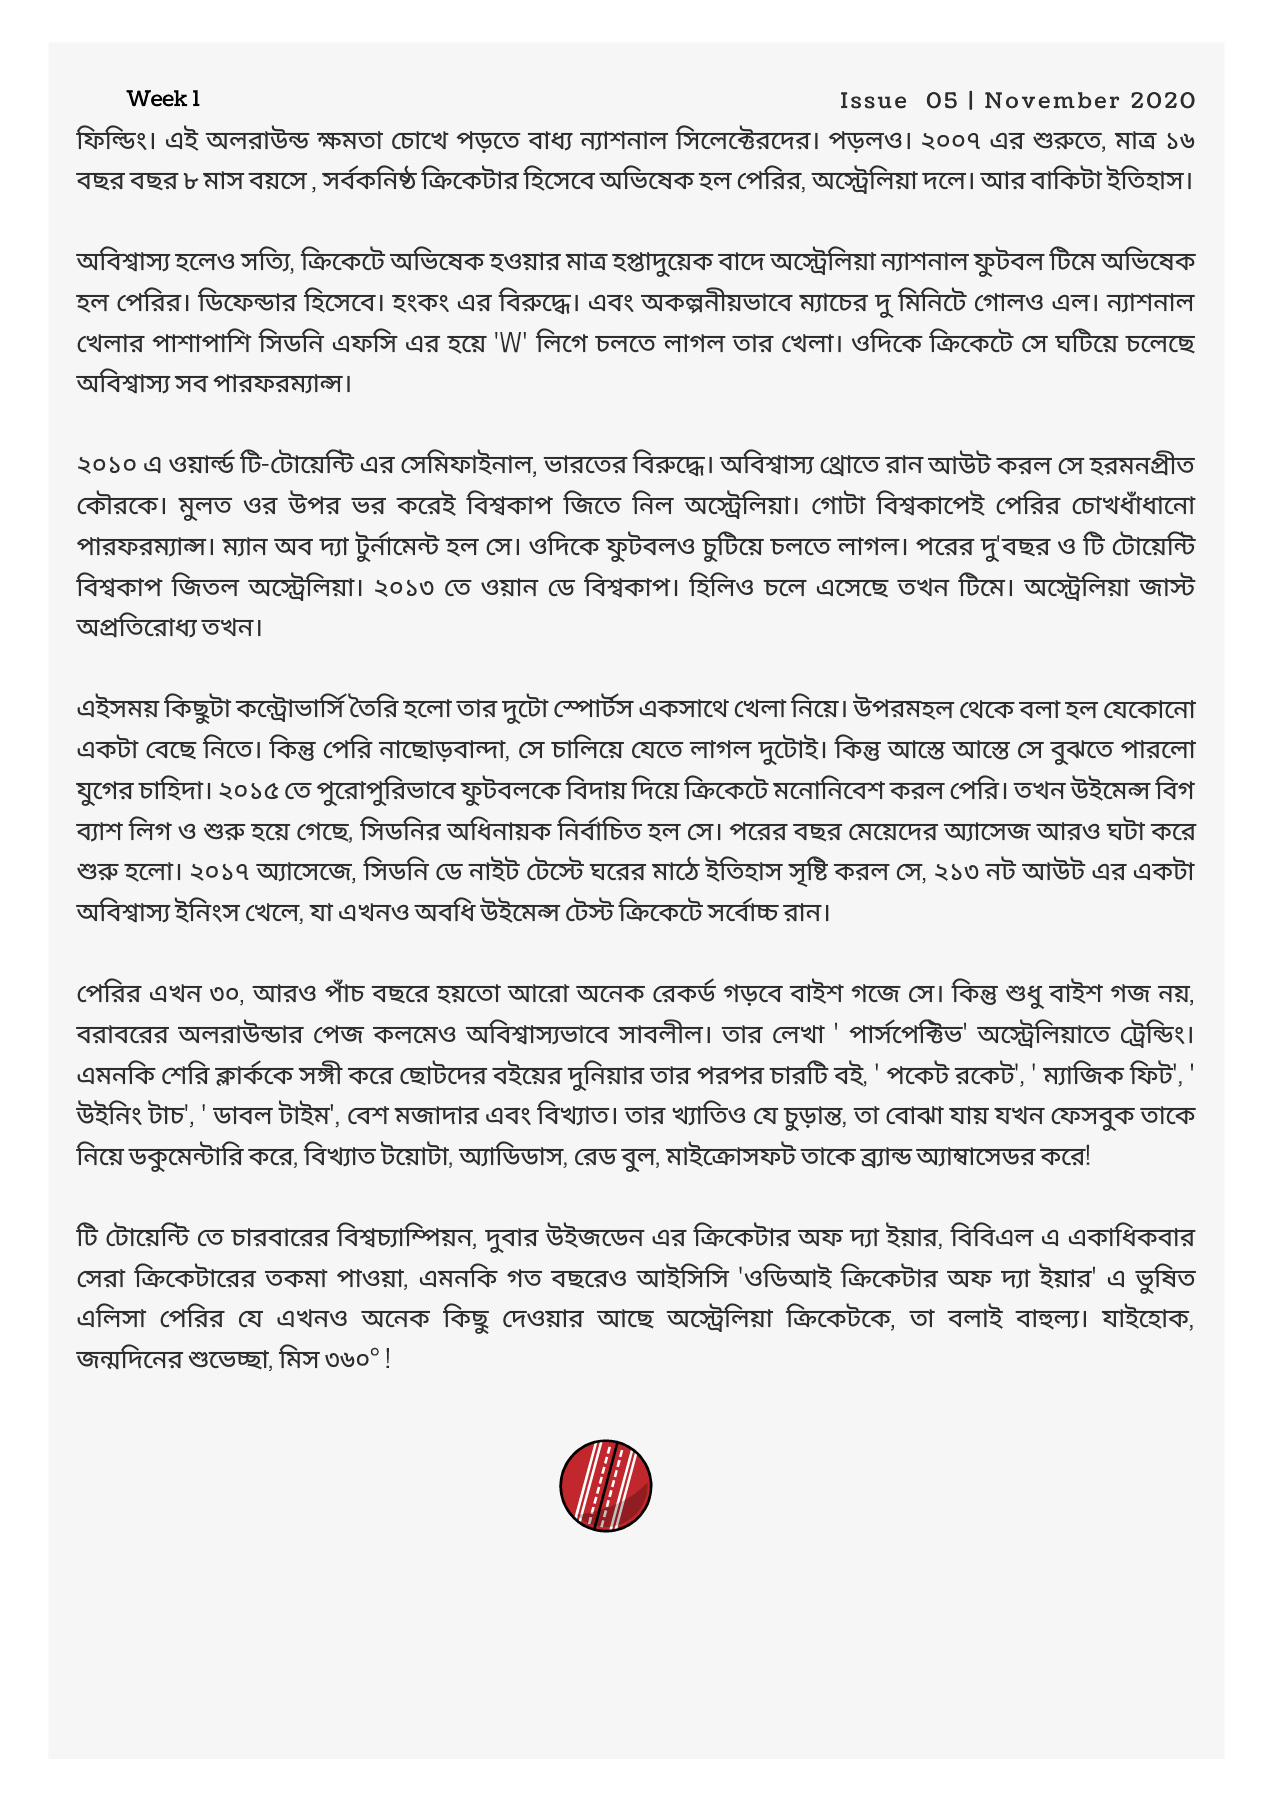 Week 1
Issue 05 | November 2020
ফিল্ডিং। এই অলরাউন্ড ক্ষমতা চোখে পড়তে বাধ্য ন্যাশনাল সিলেক্টেরদের। পড়লও। ২০০৭ এর শুরুতে, মাত্র ১৬
বছর বছর ৮ মাস বয়সে , সর্বকনিষ্ঠ ক্রিকেটার হিসেবে অভিষেক হল পেরির, অস্ট্রেলিয়া দলে। আর বাকিটা ইতিহাস।
অবিশ্বাস্য হলেও সত্যি, ক্রিকেটে অভিষেক হওয়ার মাত্র হপ্তাদুয়েক বাদে অস্ট্রেলিয়া ন্যাশনাল ফুটবল টিমে অভিষেক
হল পেরির। ডিফেন্ডার হিসেবে। হংকং এর বিরুদ্ধে। এবং অকল্পনীয়ভাবে ম্যাচের দু মিনিটে গোলও এল। ন্যাশনাল
খেলার পাশাপাশি সিডনি এফসি এর হয়ে 'W' লিগে চলতে লাগল তার খেলা। ওদিকে ক্রিকেটে সে ঘটিয়ে চলেছে
অবিশ্বাস্য সব পারফরম্যান্স।
২০১০ এ ওয়ার্ল্ড টি-টোয়েন্টি এর সেমিফাইনাল, ভারতের বিরুদ্ধে। অবিশ্বাস্য থ্রোতে রান আউট করল সে হরমনপ্রীত
কৌরকে। মুলত ওর উপর ভর করেই বিশ্বকাপ জিতে নিল অস্ট্রেলিয়া। গোটা বিশ্বকাপেই পেরির চোখধাঁধানো
পারফরম্যান্স। ম্যান অব দ্যা টুর্নামেন্ট হল সে। ওদিকে ফুটবলও চুটিয়ে চলতে লাগল। পরের দু'বছর ও টি টোয়েন্টি
বিশ্বকাপ জিতল অস্ট্রেলিয়া। ২০১৩ তে ওয়ান ডে বিশ্বকাপ। হিলিও চলে এসেছে তখন টিমে। অস্ট্রেলিয়া জাস্ট
অপ্রতিরোধ্য তখন।
এইসময় কিছুটা কন্ট্রোভার্সি তৈরি হলো তার দুটো স্পোর্টস একসাথে খেলা নিয়ে। উপরমহল থেকে বলা হল যেকোনো
একটা বেছে নিতে। কিন্তু পেরি নাছোড়বান্দা, সে চালিয়ে যেতে লাগল দুটোই। কিন্তু আস্তে আস্তে সে বুঝতে পারলো
যুগের চাহিদা। ২০১৫ তে পুরোপুরিভাবে ফুটবলকে বিদায় দিয়ে ক্রিকেটে মনোনিবেশ করল পেরি। তখন উইমেন্স বিগ
ব্যাশ লিগ ও শুরু হয়ে গেছে, সিডনির অধিনায়ক নির্বাচিত হল সে। পরের বছর মেয়েদের অ্যাসেজ আরও ঘটা করে
শুরু হলো। ২০১৭ অ্যাসেজে, সিডনি ডে নাইট টেস্টে ঘরের মাঠে ইতিহাস সৃষ্টি করল সে, ২১৩ নট আউট এর একটা
অবিশ্বাস্য ইনিংস খেলে, যা এখনও অবধি উইমেন্স টেস্ট ক্রিকেটে সর্বোচ্চ রান।
পেরির এখন ৩০, আরও পাঁচ বছরে হয়তো আরো অনেক রেকর্ড গড়বে বাইশ গজে সে। কিন্তু শুধু বাইশ গজ নয়,
বরাবরের অলরাউন্ডার পেজ কলমেও অবিশ্বাস্যভাবে সাবলীল। তার লেখা ' পার্সপেক্টিভ' অস্ট্রেলিয়াতে ট্রেন্ডিং।
এমনকি শেরি ক্লার্ককে সঙ্গী করে ছোটদের বইয়ের দুনিয়ার তার পরপর চারটি বই, ' পকেট রকেট', ' ম্যাজিক ফিট', '
উইনিং টাচ', ' ডাবল টাইম', বেশ মজাদার এবং বিখ্যাত। তার খ্যাতিও যে চুড়ান্ত, তা বোঝা যায় যখন ফেসবুক তাকে
নিয়ে ডকুমেন্টারি করে, বিখ্যাত টয়োটা, অ্যাডিডাস, রেড বুল, মাইক্রোসফট তাকে ব্র্যান্ড অ্যাম্বাসেডর করে!
টি টোয়েন্টি তে চারবারের বিশ্বচ্যাম্পিয়ন, দুবার উইজডেন এর ক্রিকেটার অফ দ্যা ইয়ার, বিবিএল এ একাধিকবার
সেরা ক্রিকেটারের তকমা পাওয়া, এমনকি গত বছরেও আইসিসি 'ওডিআই ক্রিকেটার অফ দ্যা ইয়ার' এ ভুষিত
এলিসা পেরির যে এখনও অনেক কিছু দেওয়ার আছে অস্ট্রেলিয়া ক্রিকেটকে, তা বলাই বাহুল্য। যাইহোক,
জন্মদিনের শুভেচ্ছা, মিস ৩৬০° !